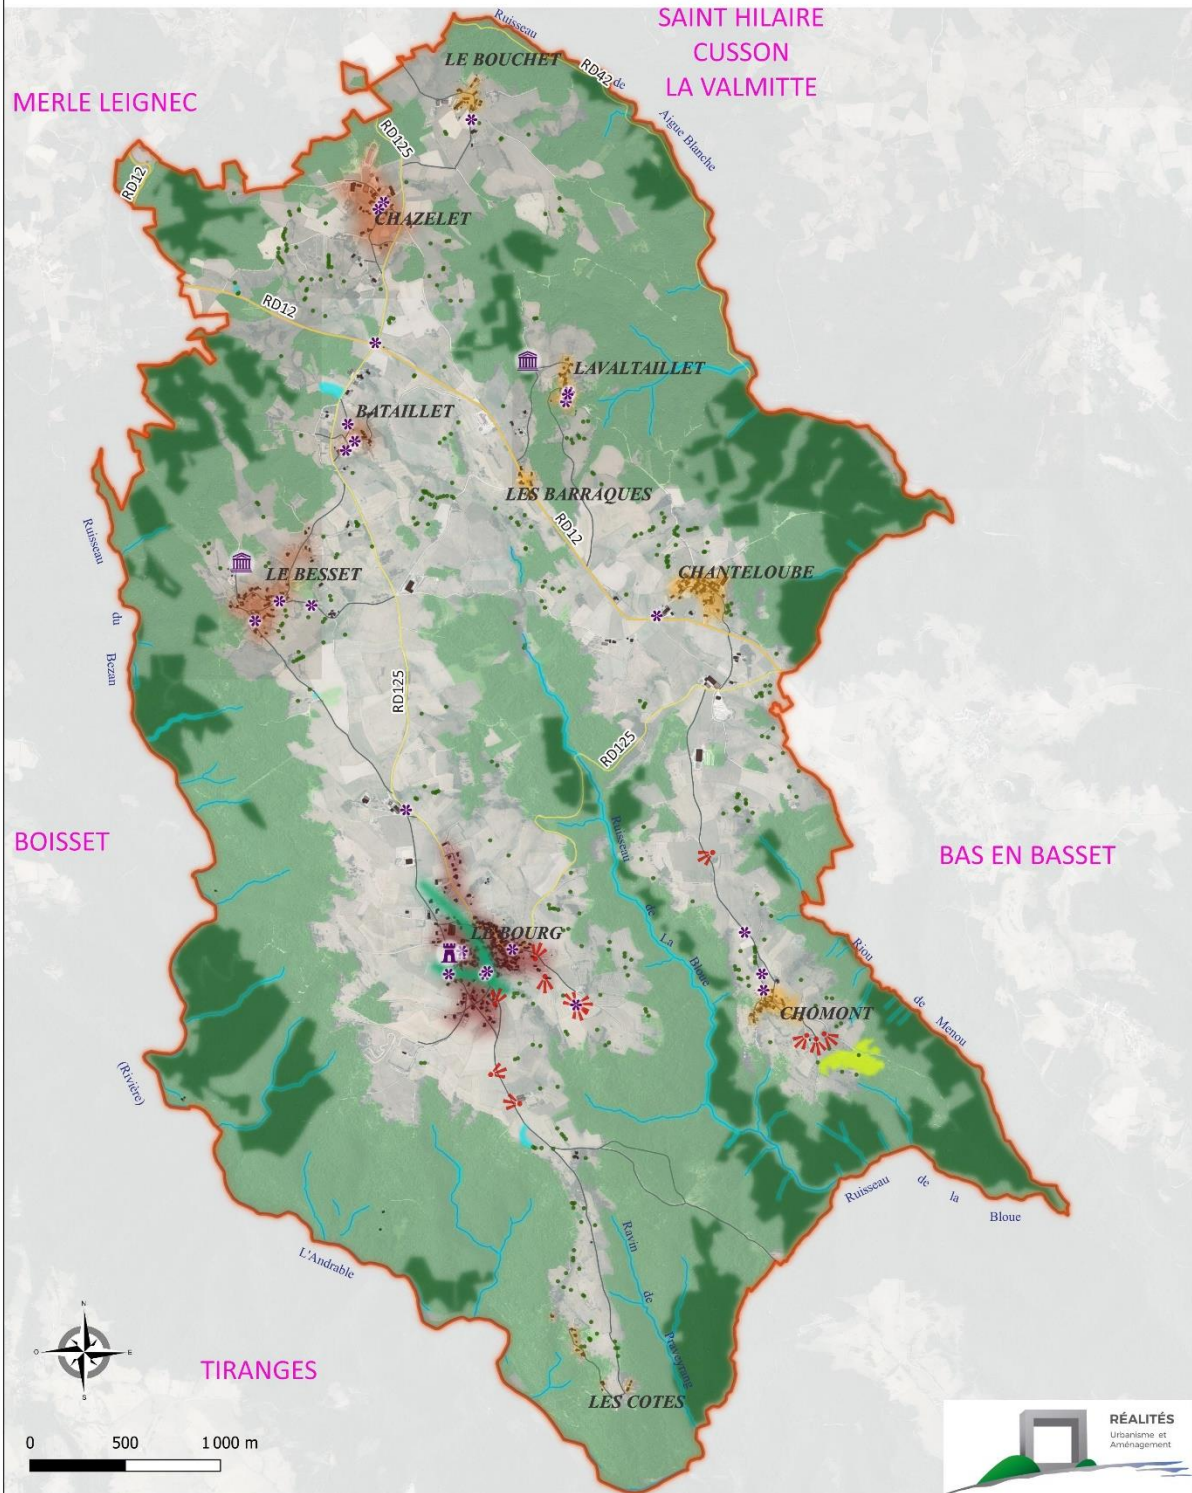 SAINT HILAIRE
CUSSON
LA VALMITTE
Ruisseau
de
Aigue Blanche
RD42
LE BOUCHET
MERLE LEIGNEC
RD125
RD12
CHAZELET
RD12
LAVALTAILLET
BATAILLET
LES BARRAQUES
RD12
Ruisseau
du
Bezan
LE BESSET
CHANTELOUBE
RD125
RD125
BOISSET
BAS EN BASSET
Ruisseau
de
La
Bloue
LE BOURG
Riou
de
Menou
CHOMONT
(Rivière)
L'Andrable
Ruisseau
de
la
Bloue
Ravin
de
Praveyrang
N
O
E
S
TIRANGES
LES COTES
0 500 1 000 m
RÉALITÉS
Urbanisme et
Aménagement